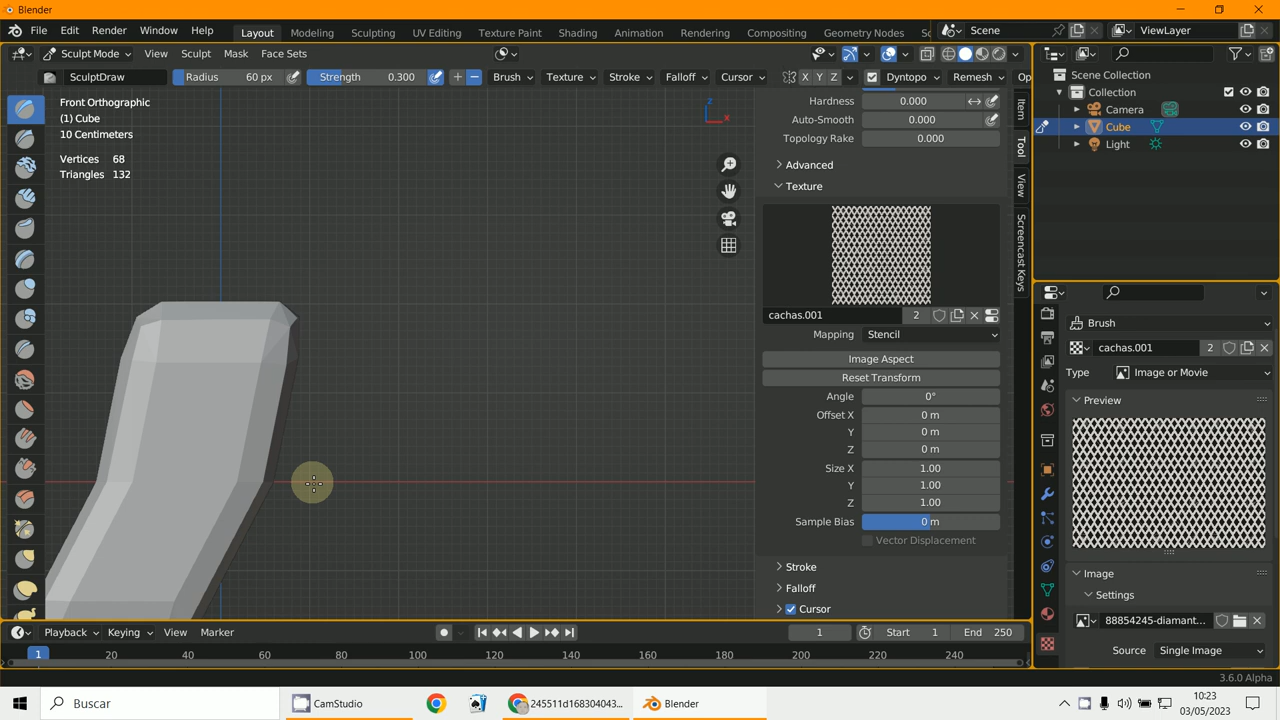 Blender
File Edit Render Window Help Layout Modeling Sculpting UV Editing Texture Paint Shading Animation Rendering Compositing Geometry Nodes Scene ViewLayer
Sculpt Mode View Sculpt Mask Face Sets
SculptDraw Radius 60 px Strength 0.300 Brush Texture Stroke Falloff Cursor X Y Z Dyntopo Remesh Op
Front Orthographic
(1) Cube
10 Centimeters
Vertices 68
Triangles 132
Z
X
Hardness 0.000
Auto-Smooth 0.000
Topology Rake 0.000
Advanced
Texture
cachas.001 2
Mapping Stencil
Image Aspect
Reset Transform
Angle 0°
Offset X 0 m
Y 0 m
Z 0 m
Size X 1.00
Y 1.00
Z 1.00
Sample Bias 0 m
Vector Displacement
Stroke
Falloff
Cursor
Item
Tool
View
Screencast Keys
Scene Collection
Collection
Camera
Cube
Light
Brush
cachas.001 2
Type Image or Movie
Preview
Image
Settings
88854245-diamant...
Source Single Image
Playback Keying View Marker 1 Start 1 End 250
1 20 40 60 80 100 120 140 160 180 200 220 240
3.6.0 Alpha
Buscar CamStudio 245511d168304043... Blender 10:23
03/05/2023